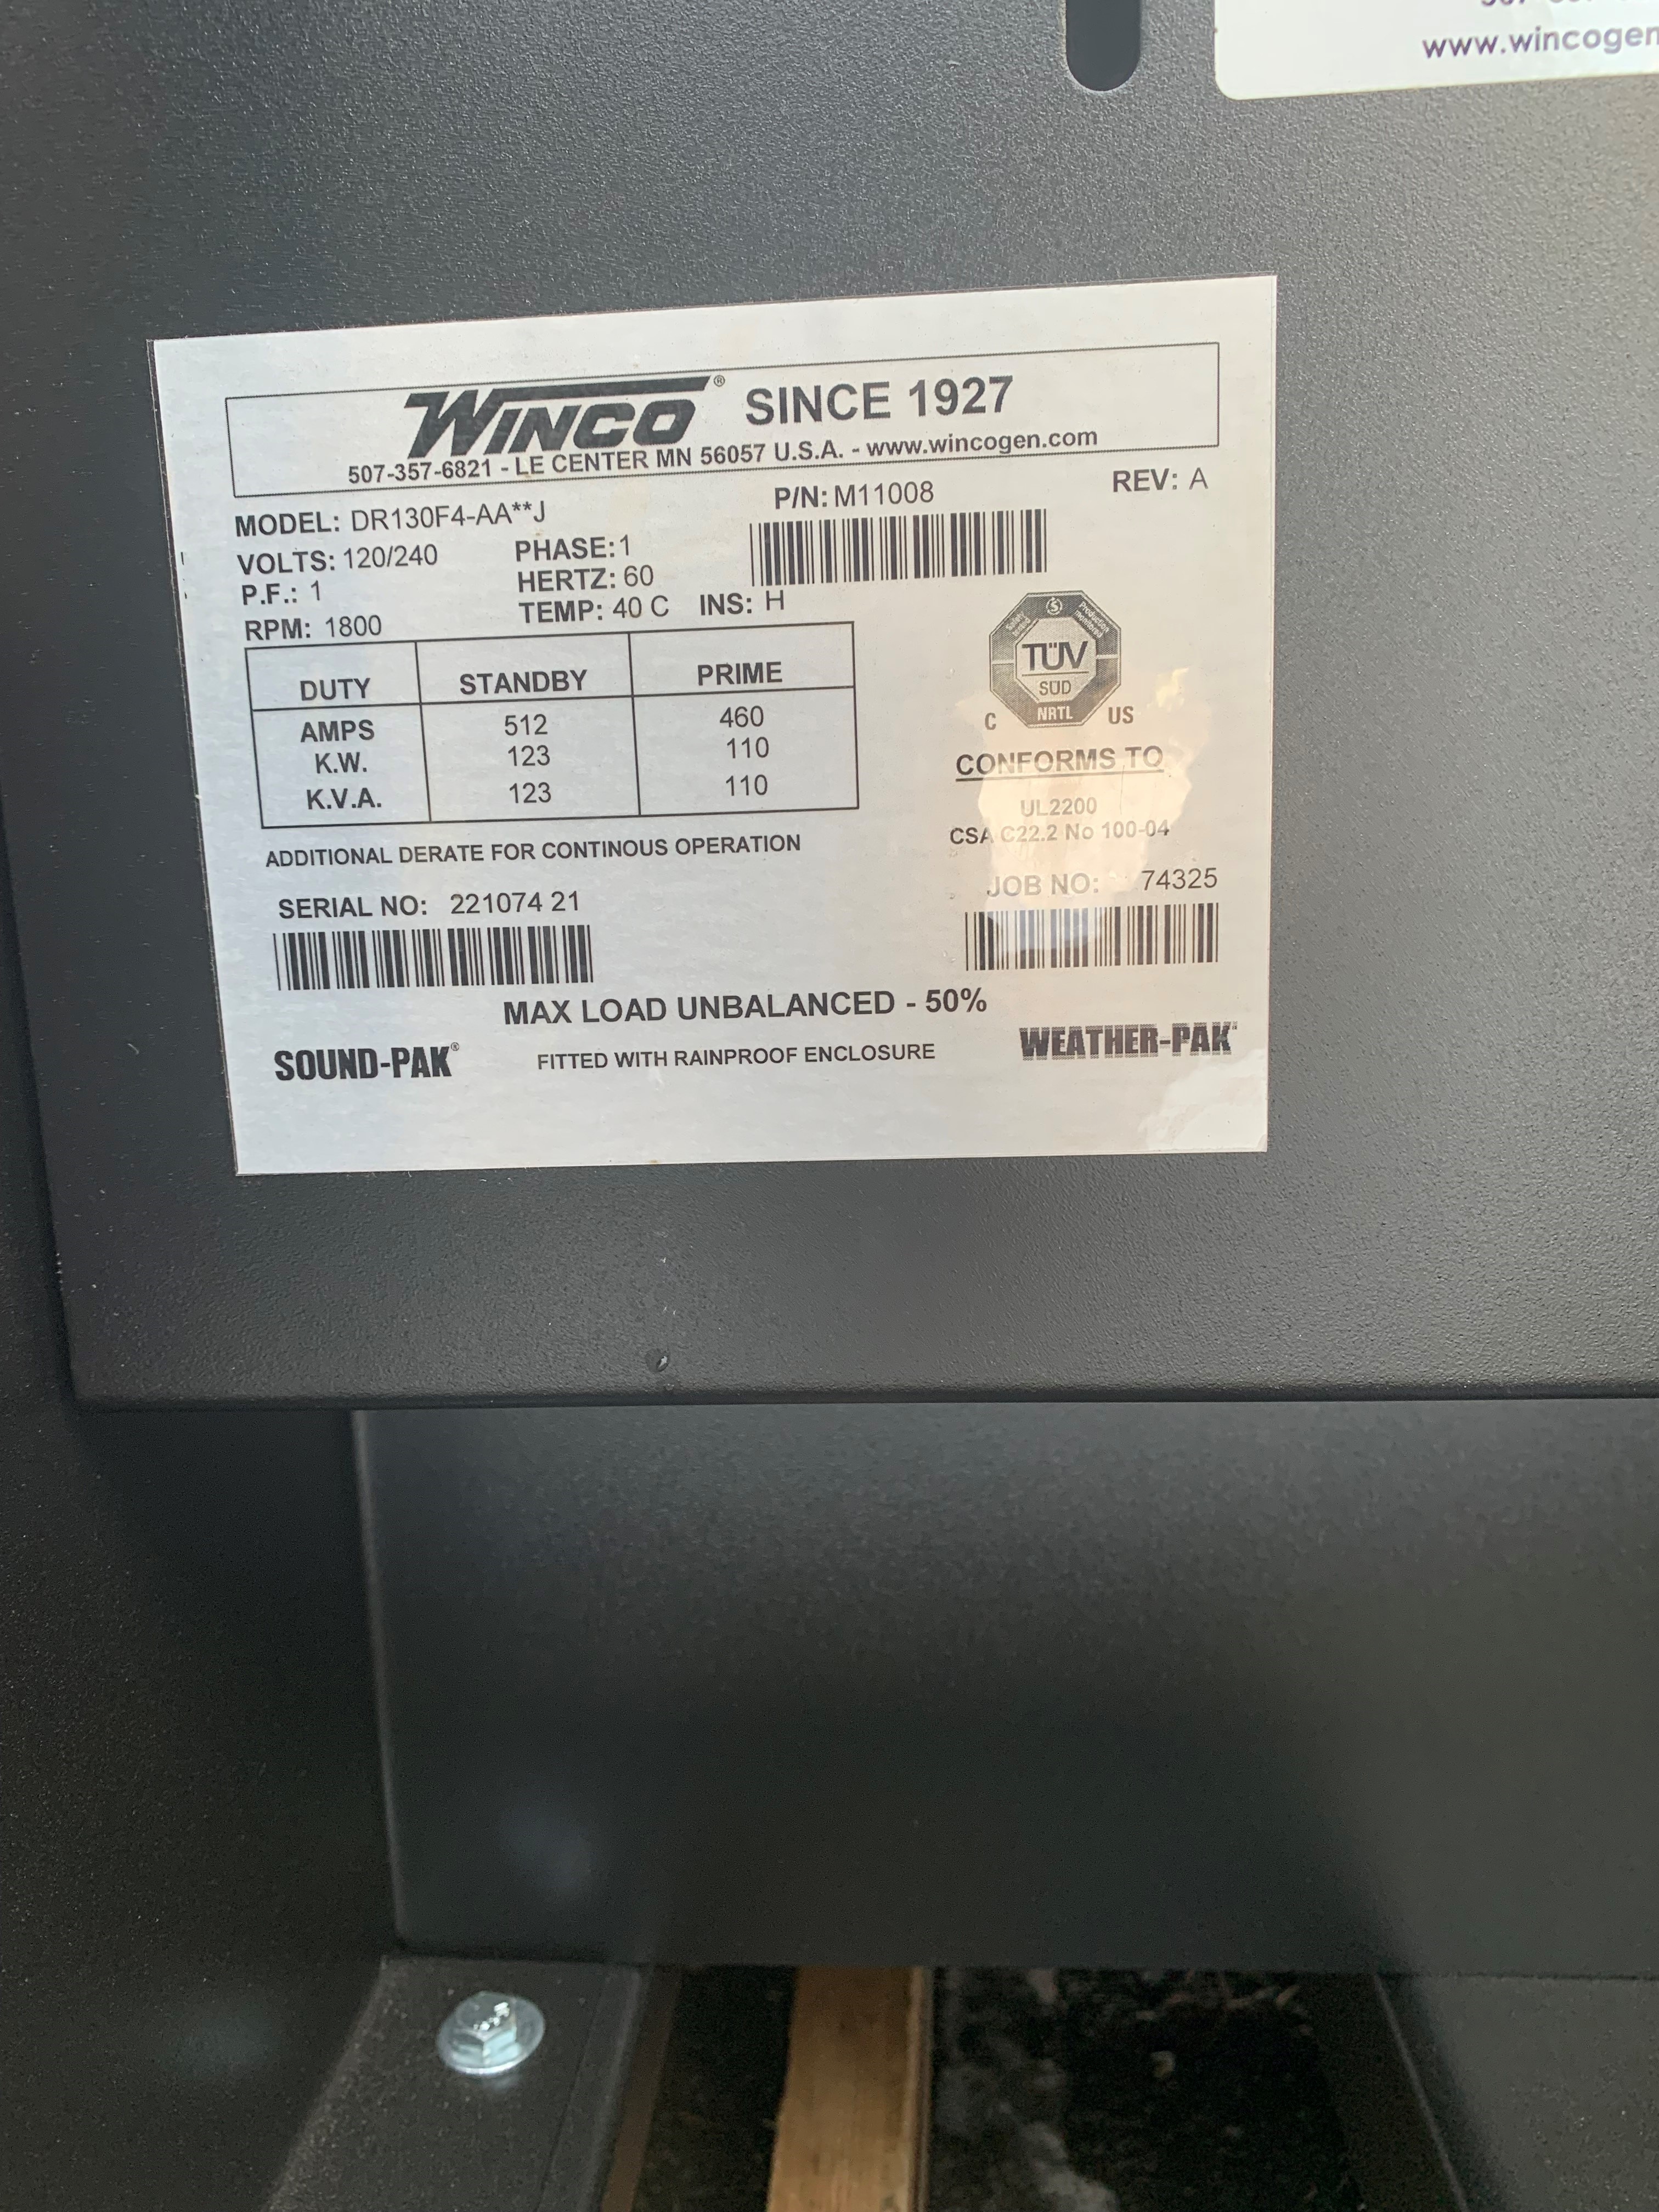 www.wincogen
WINCO® SINCE 1927
507-357-6821 - LE CENTER MN 56057 U.S.A. - www.wincogen.com
MODEL: DR130F4-AA**J P/N: M11008 REV: A
VOLTS: 120/240 PHASE: 1
P.F.: 1 HERTZ: 60
RPM: 1800 TEMP: 40 C INS: H
DUTY STANDBY PRIME
AMPS 512 460
K.W. 123 110
K.V.A. 123 110
S
Production monitored
TÜV
SÜD
C NRTL US
CONFORMS TO
UL2200
CSA C22.2 No 100-04
ADDITIONAL DERATE FOR CONTINOUS OPERATION
SERIAL NO: 221074 21
JOB NO: 74325
MAX LOAD UNBALANCED - 50%
SOUND-PAK® FITTED WITH RAINPROOF ENCLOSURE WEATHER-PAK